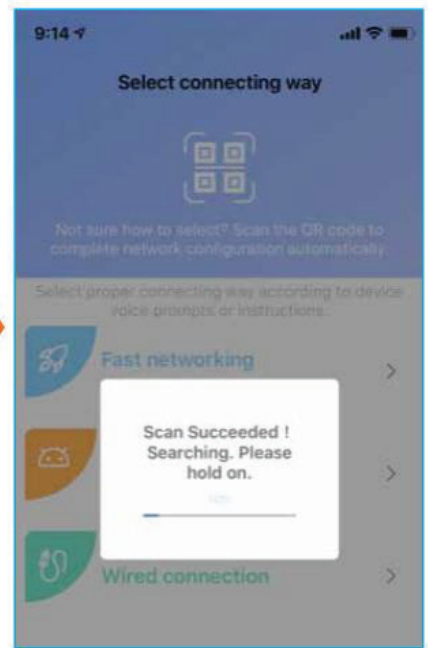 9:14
Select connecting way
Not sure how to select? Scan the QR code to
complete network configuration automatically.
Select proper connecting way according to device
voice prompts or instructions.
Fast networking
Scan Succeeded !
Searching. Please
hold on.
Wired connection